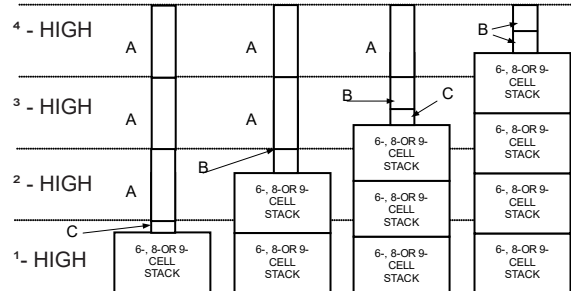 ⁴ - HIGH
A
A
A
B
6-, 8-OR 9-
CELL
STACK
³ - HIGH
A
A
B
C
6-, 8-OR 9-
CELL
STACK
6-, 8-OR 9-
CELL
STACK
² - HIGH
A
B
6-, 8-OR 9-
CELL
STACK
6-, 8-OR 9-
CELL
STACK
6-, 8-OR 9-
CELL
STACK
C
¹- HIGH
6-, 8-OR 9-
CELL
STACK
6-, 8-OR 9-
CELL
STACK
6-, 8-OR 9-
CELL
STACK
6-, 8-OR 9-
CELL
STACK